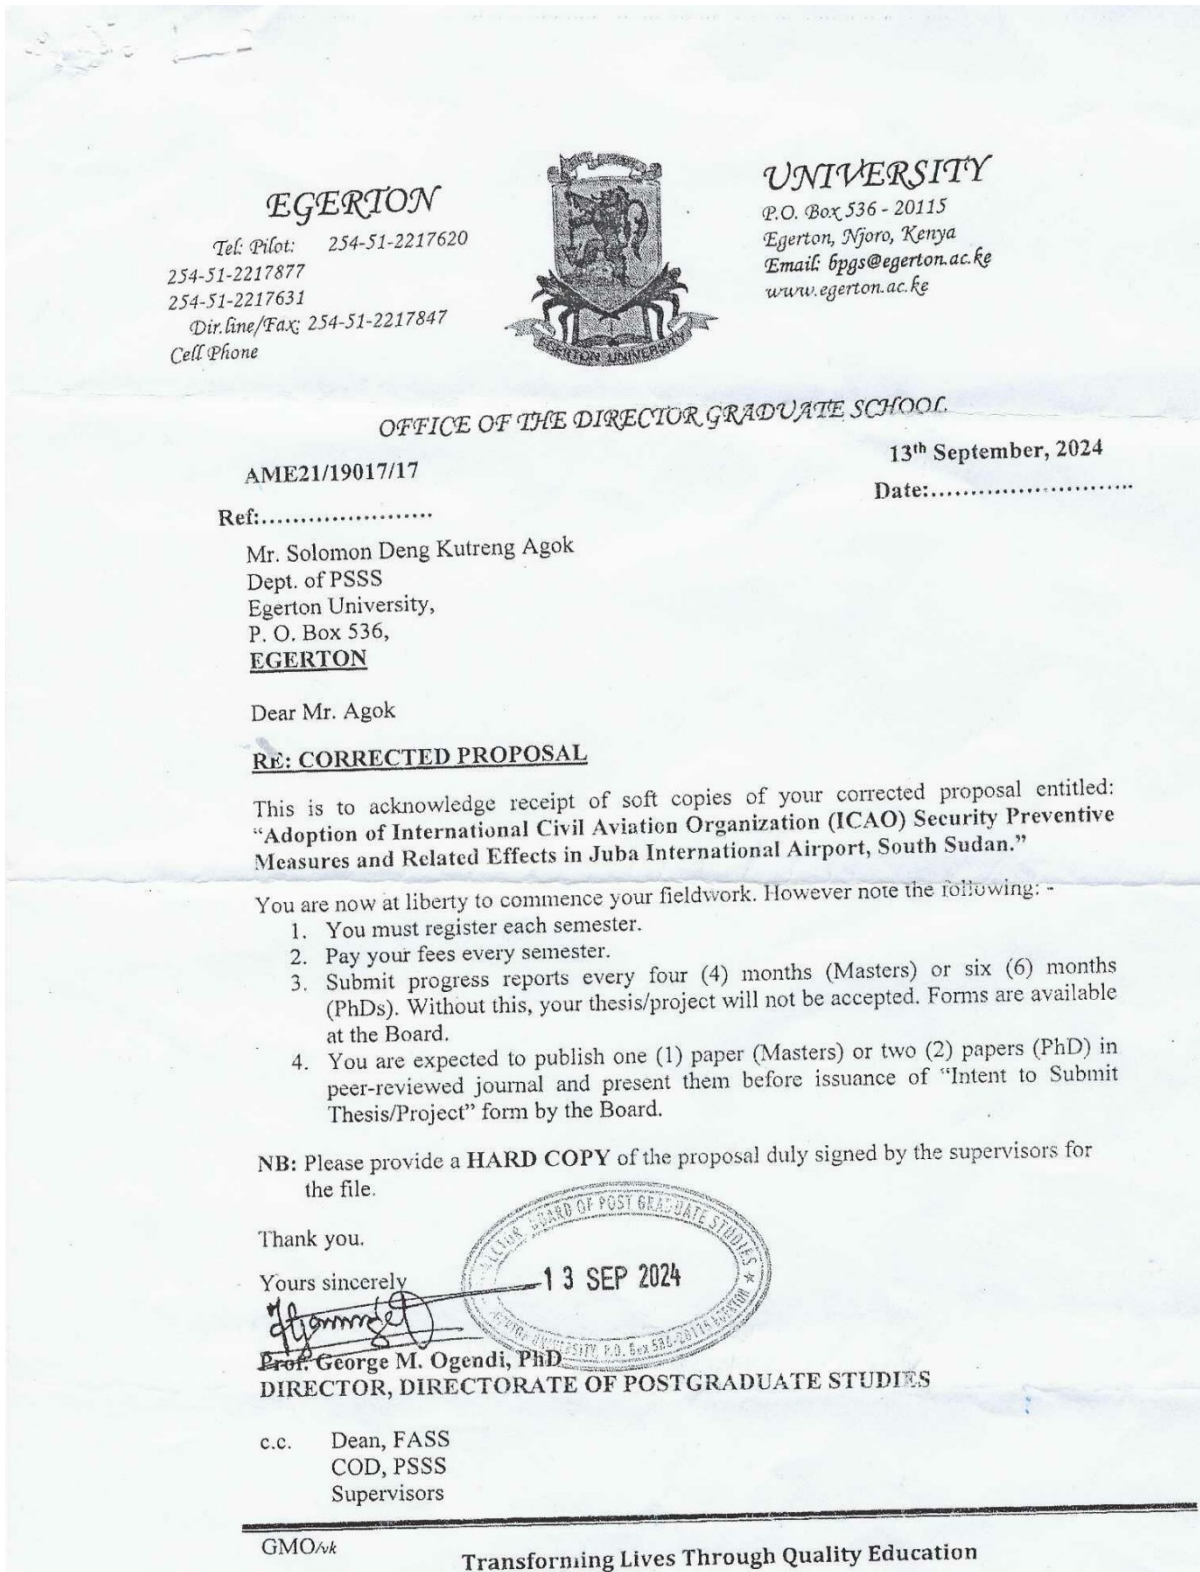 EGERTON
Tel: Pilot: 254-51-2217620
254-51-2217877
254-51-2217631
Dir.line/Fax; 254-51-2217847
Cell Phone
EGERTON UNIVERSITY
UNIVERSITY
P.O. Box 536 - 20115
Egerton, Njoro, Kenya
Email: bpgs@egerton.ac.ke
www.egerton.ac.ke
OFFICE OF THE DIRECTOR GRADUATE SCHOOL
AME21/19017/17
13th September, 2024
Date:..........................
Ref:......................
Mr. Solomon Deng Kutreng Agok
Dept. of PSSS
Egerton University,
P. O. Box 536,
EGERTON
Dear Mr. Agok
RE: CORRECTED PROPOSAL
This is to acknowledge receipt of soft copies of your corrected proposal entitled:
“Adoption of International Civil Aviation Organization (ICAO) Security Preventive
Measures and Related Effects in Juba International Airport, South Sudan.”
You are now at liberty to commence your fieldwork. However note the following: -
1. You must register each semester.
2. Pay your fees every semester.
3. Submit progress reports every four (4) months (Masters) or six (6) months
(PhDs). Without this, your thesis/project will not be accepted. Forms are available
at the Board.
4. You are expected to publish one (1) paper (Masters) or two (2) papers (PhD) in
peer-reviewed journal and present them before issuance of “Intent to Submit
Thesis/Project” form by the Board.
NB: Please provide a HARD COPY of the proposal duly signed by the supervisors for
the file.
Thank you.
BOARD OF POST GRADUATE STUDIES
13 SEP 2024
UNIVERSITY, P.O. Box 536-20115 EGERTON
Yours sincerely
Prof. George M. Ogendi, PhD
DIRECTOR, DIRECTORATE OF POSTGRADUATE STUDIES
c.c. Dean, FASS
COD, PSSS
Supervisors
GMO/vk
Transforming Lives Through Quality Education